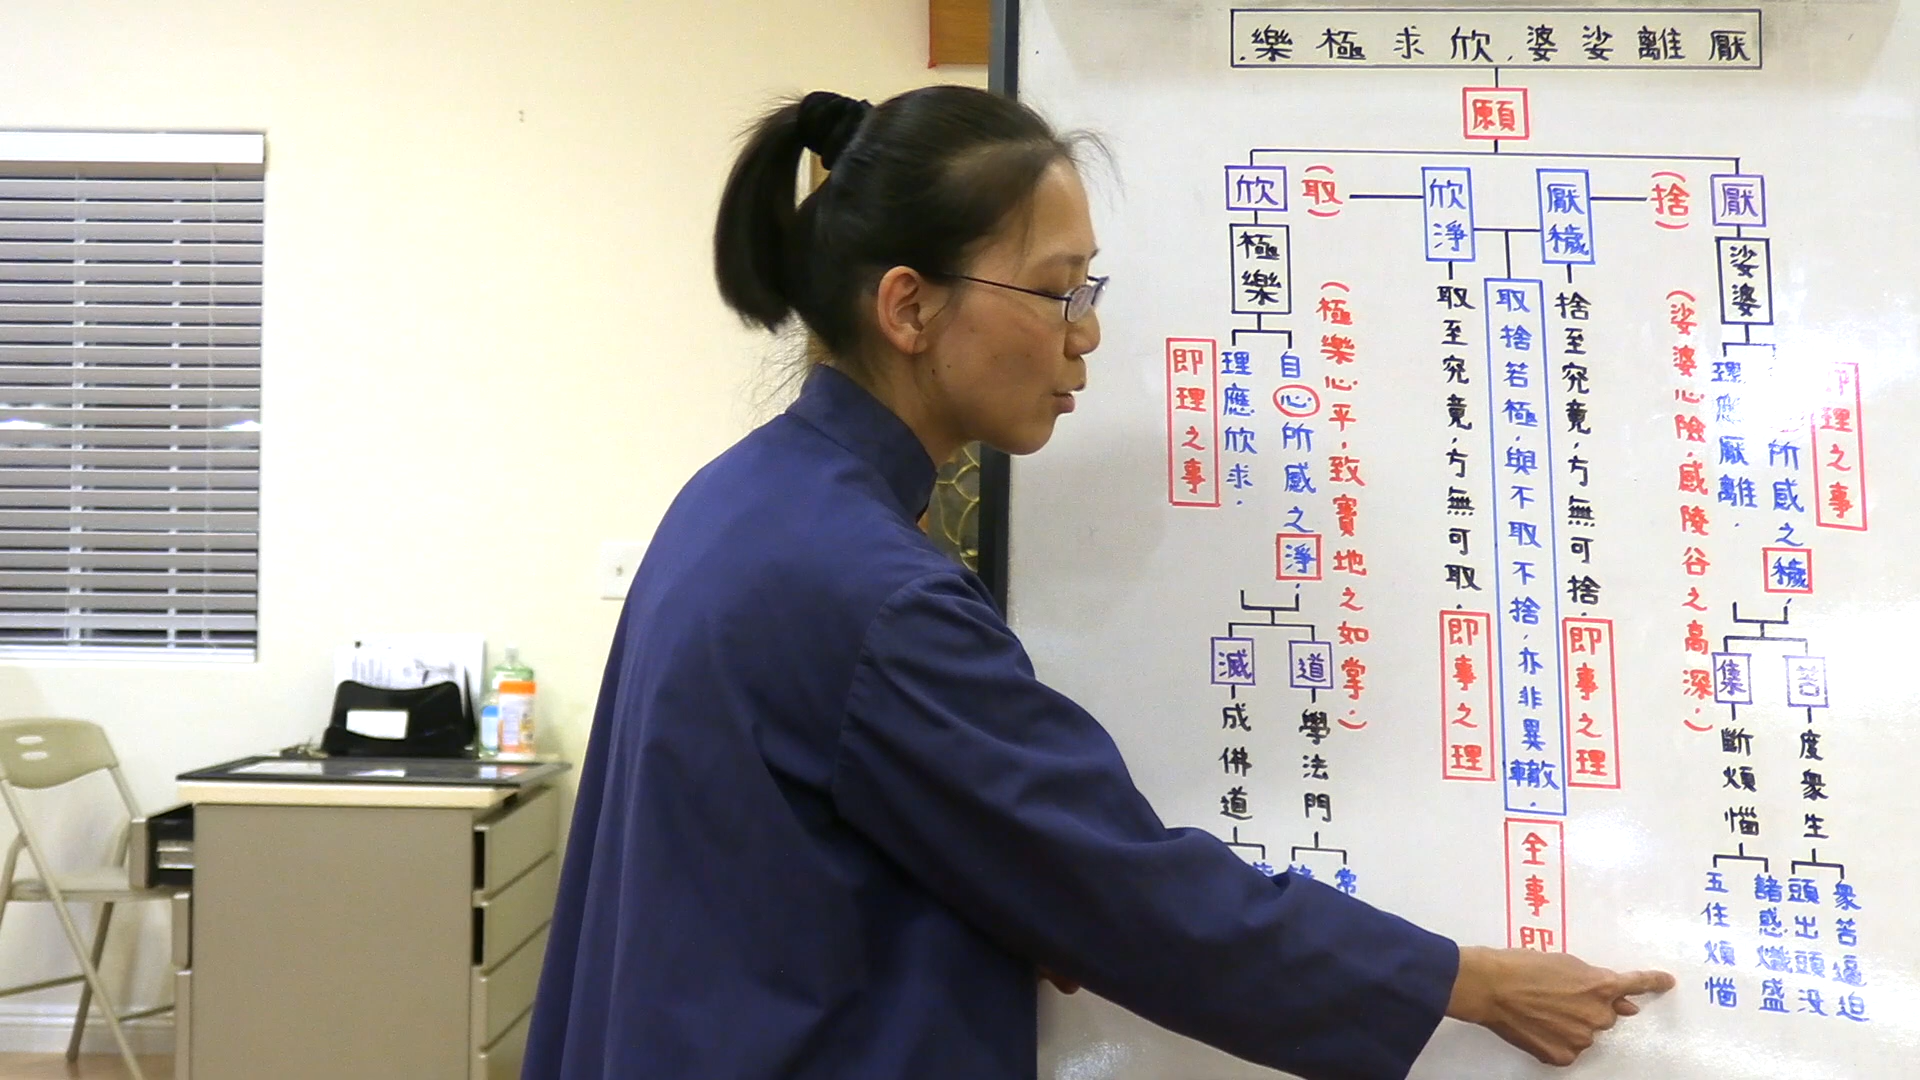 厭離娑婆,欣求極樂.
願
厭
(捨)
厭穢
欣淨
(取)
欣
娑婆
極樂
即理之事
所感之穢,
理應厭離.
(娑婆心險,感陵谷之高深.)
捨至究竟,方無可捨.
即事之理
取捨若極,與不取不捨,亦非異轍.
全事即
取至究竟,方無可取.
即事之理
(極樂心平,致寶地之如掌.)
自心所感之淨,
理應欣求.
即理之事
苦
度衆生
衆苦逼迫
頭出頭沒
集
斷煩惱
諸惑熾盛
五住煩惱
道
學法門
常
滅
成佛道